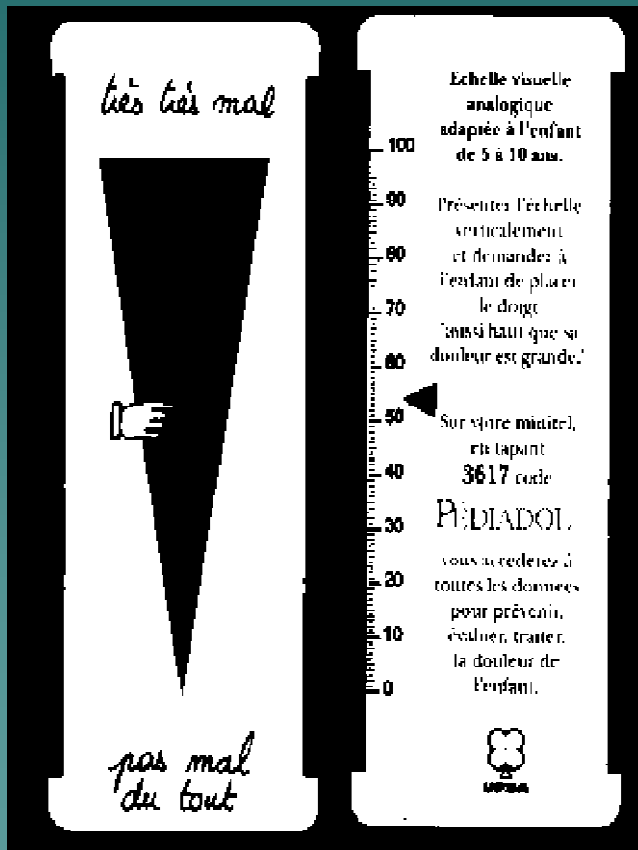 très très mal
pas mal
du tout
Echelle visuelle
analogique
adaptée à l'enfant
de 5 à 10 ans.
100
90
80
70
60
50
40
30
20
10
0
Présenter l'échelle
verticalement
et demander à
l'enfant de placer
le doigt
"aussi haut que sa
douleur est grande."
Sur votre minitel,
en tapant
3617 code
PÉDIADOL
vous accéderez à
toutes les données
pour prévenir,
évaluer, traiter,
la douleur de
l'enfant.
UPSA